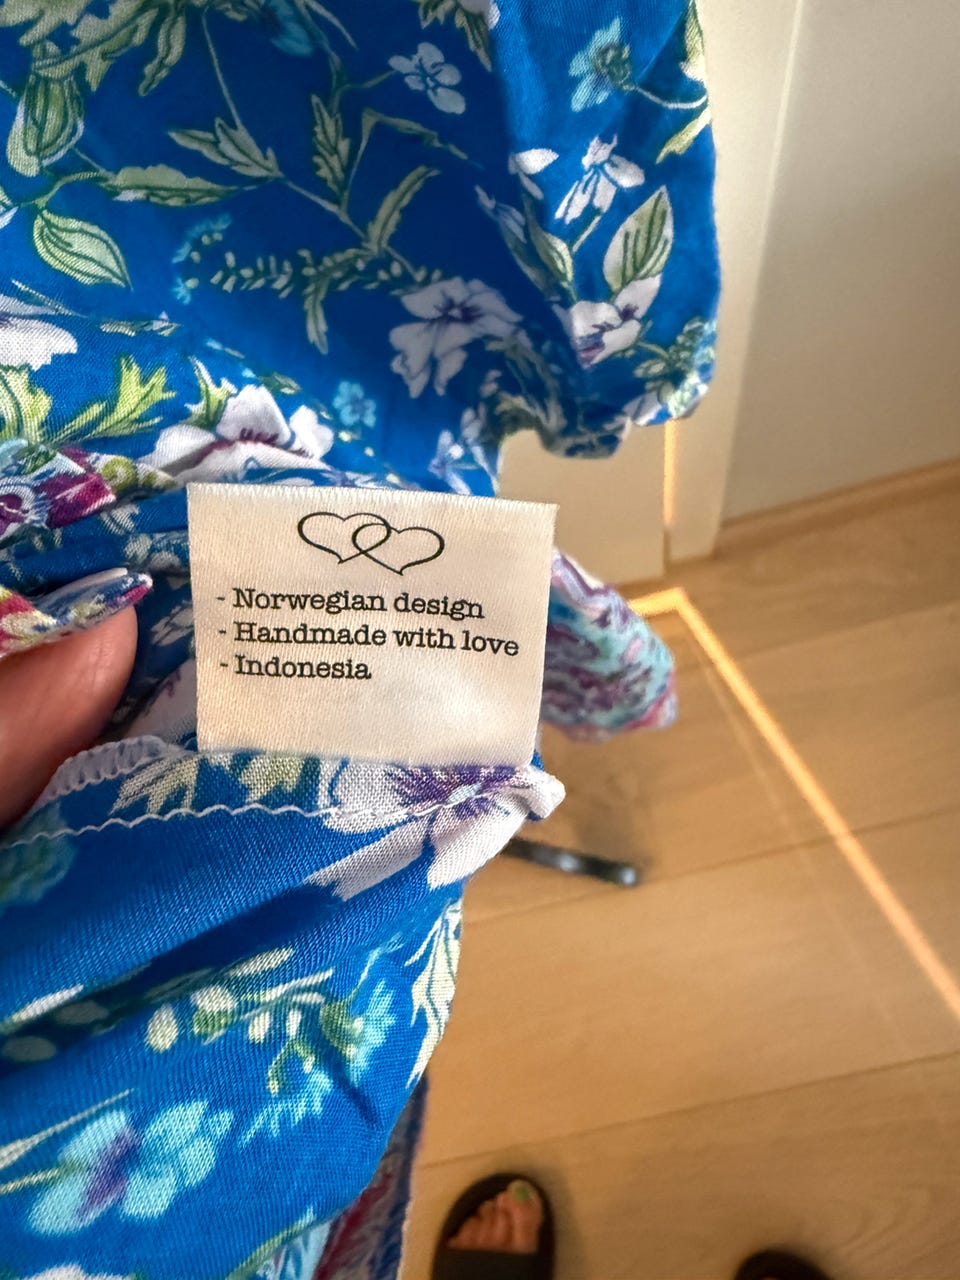 - Norwegian design
- Handmade with love
- Indonesia